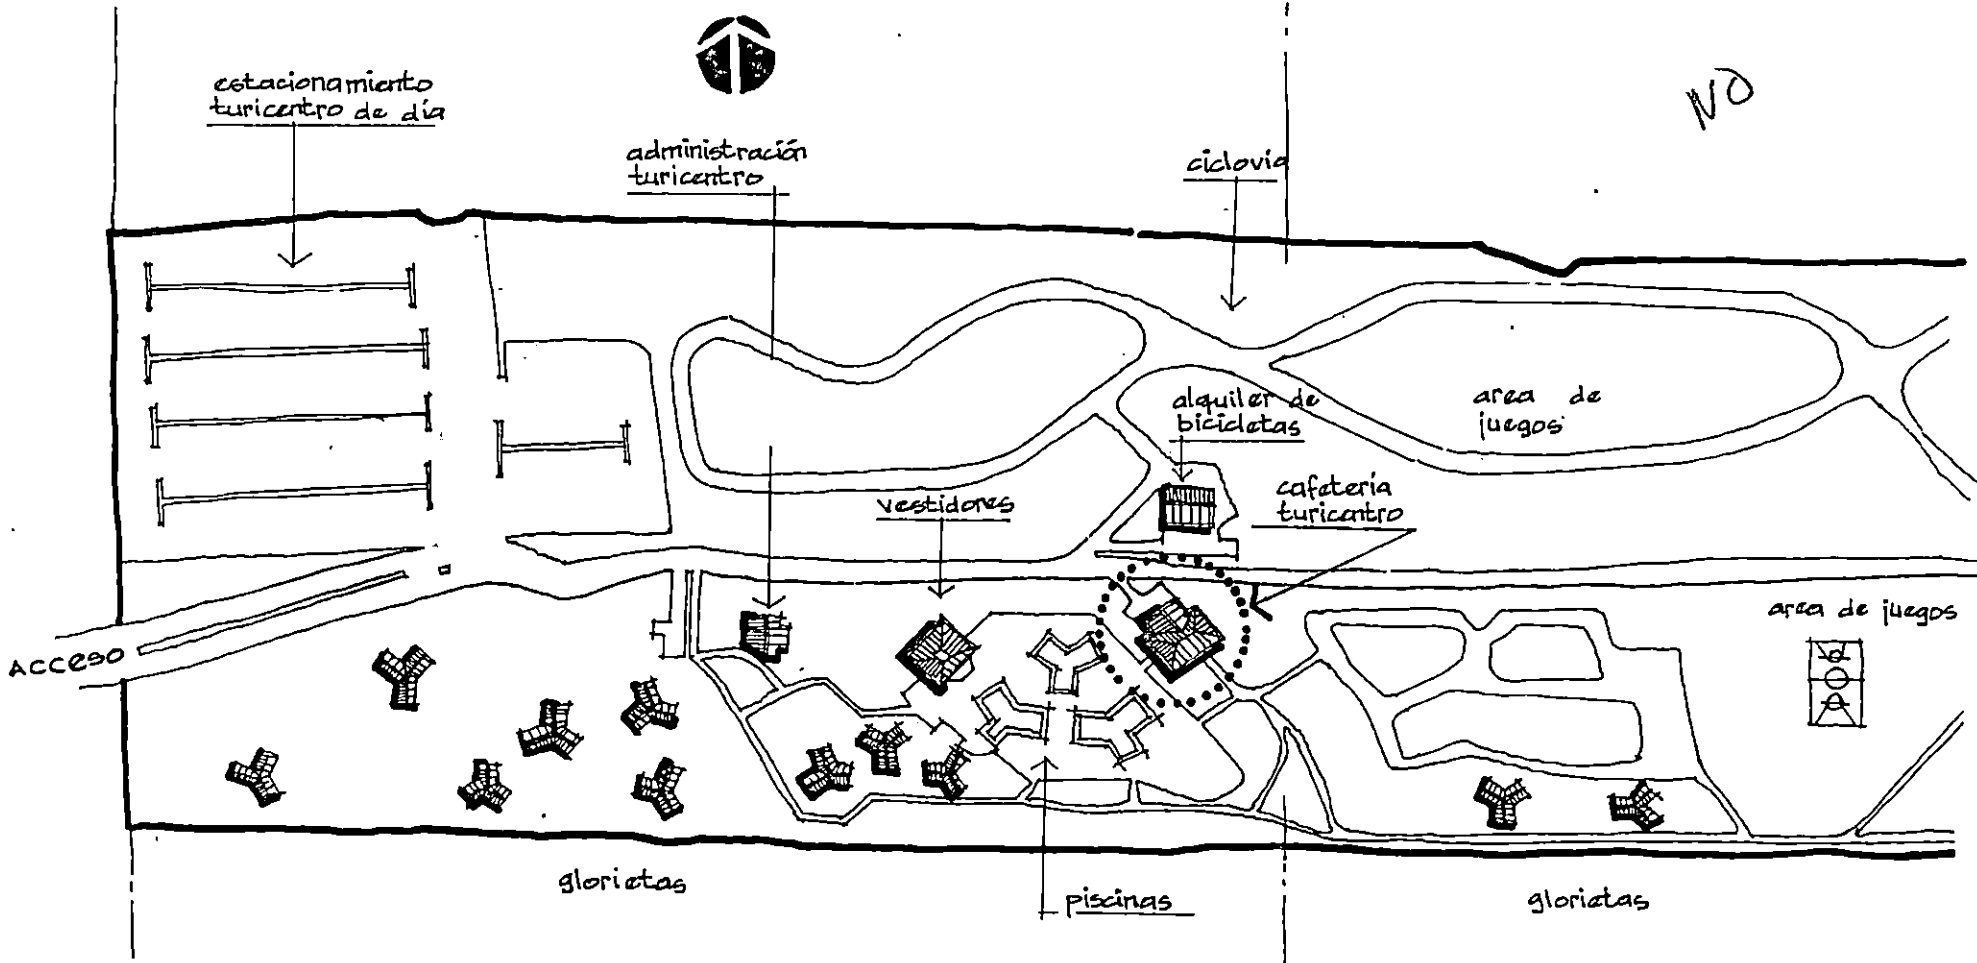 estacionamiento
turicentro de día
administración
turicentro
ciclovia
NO
alquiler de
bicicletas
area de
juegos
vestidores
cafeteria
turicentro
area de juegos
ACCESO
glorietas
piscinas
glorietas